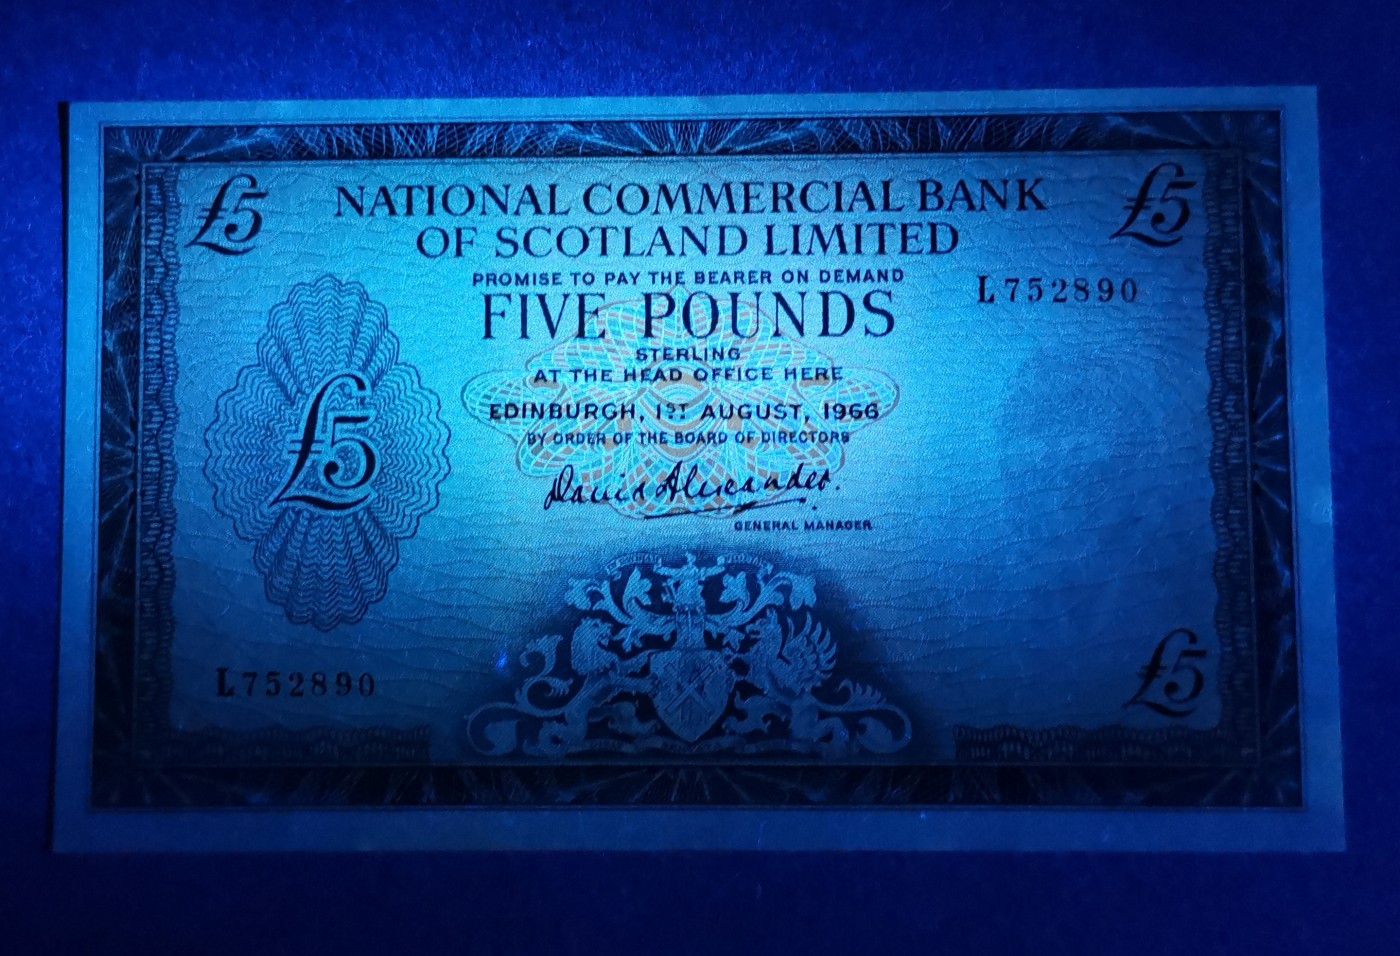 £5
£5
NATIONAL COMMERCIAL BANK
OF SCOTLAND LIMITED
PROMISE TO PAY THE BEARER ON DEMAND
L752890
FIVE POUNDS
STERLING
AT THE HEAD OFFICE HERE
£5
EDINBURGH, 1ST AUGUST, 1966
BY ORDER OF THE BOARD OF DIRECTORS
David Alexander.
GENERAL MANAGER
L752890
£5